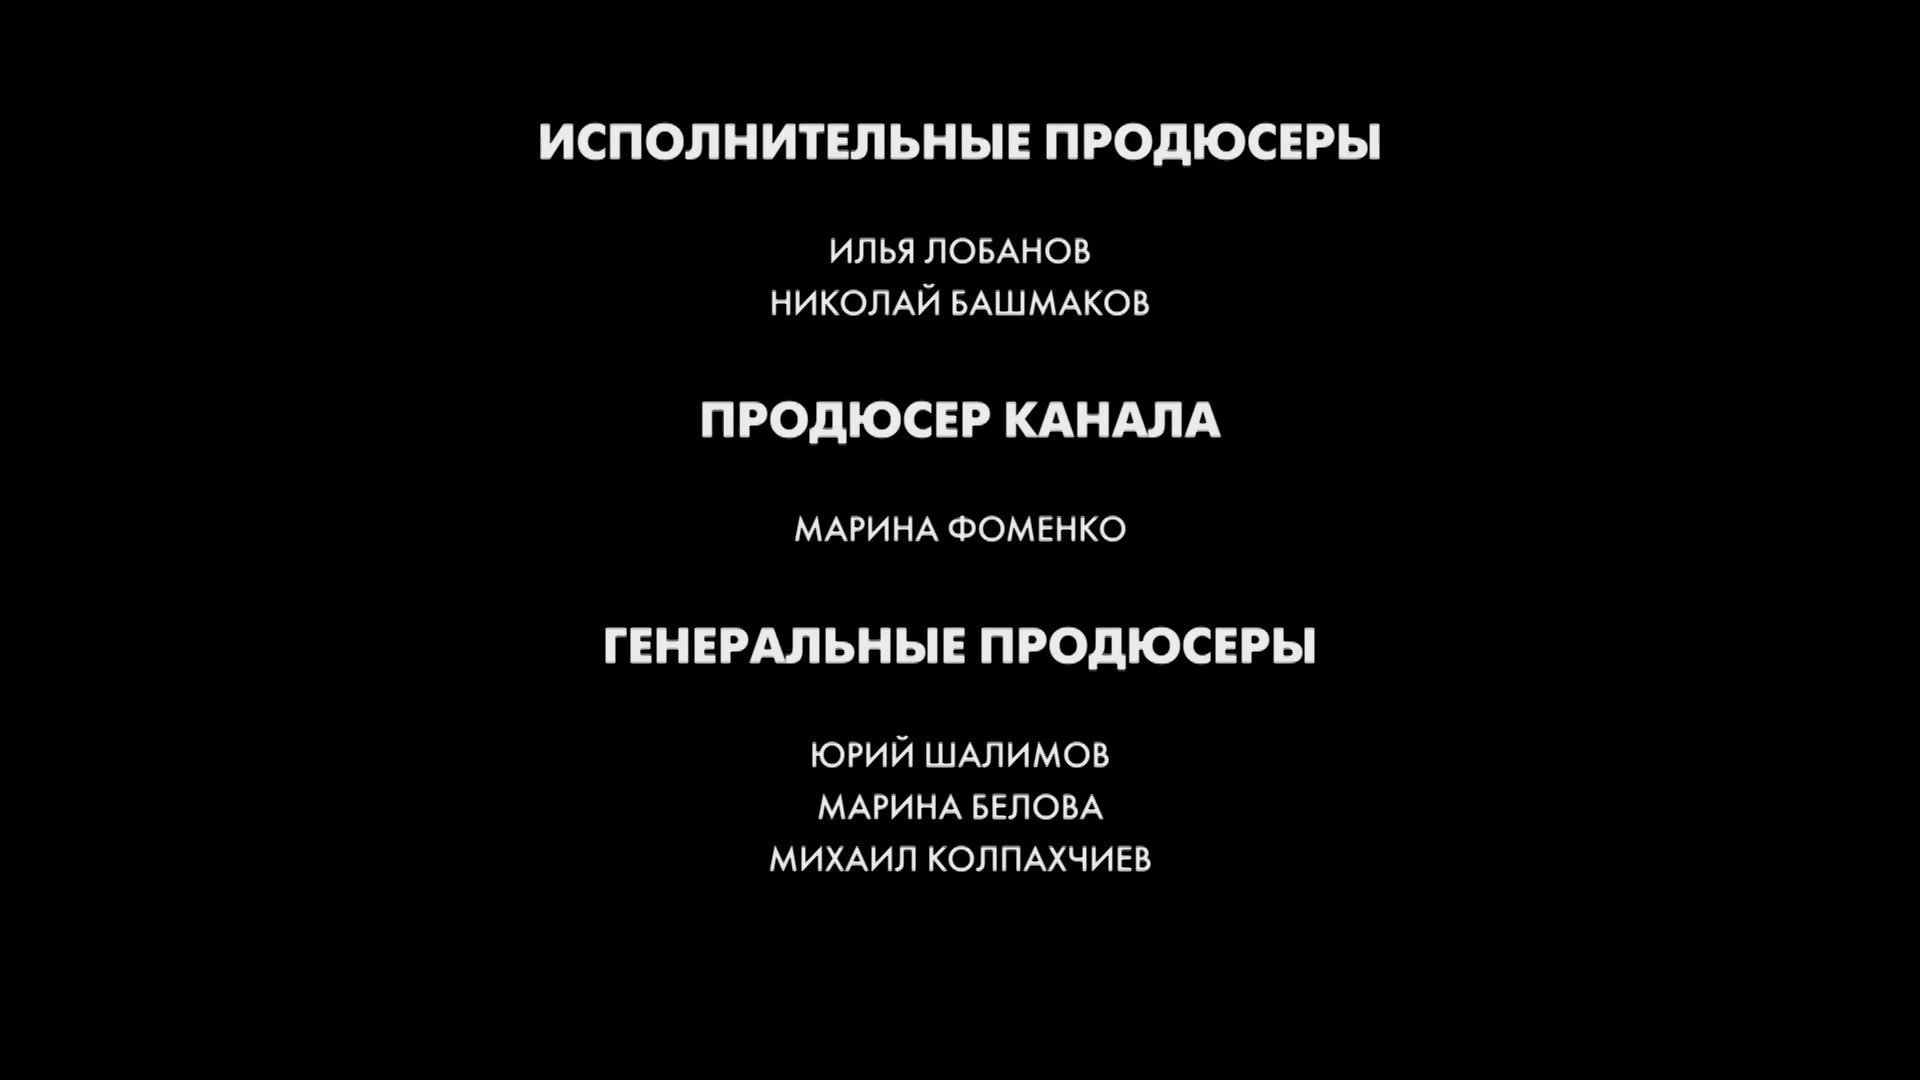 ИСПОЛНИТЕЛЬНЫЕ ПРОДЮСЕРЫ
ИЛЬЯ ЛОБАНОВ
НИКОЛАЙ БАШМАКОВ
ПРОДЮСЕР КАНАЛА
МАРИНА ФОМЕНКО
ГЕНЕРАЛЬНЫЕ ПРОДЮСЕРЫ
ЮРИЙ ШАЛИМОВ
МАРИНА БЕЛОВА
МИХАИЛ КОЛПАХЧИЕВ